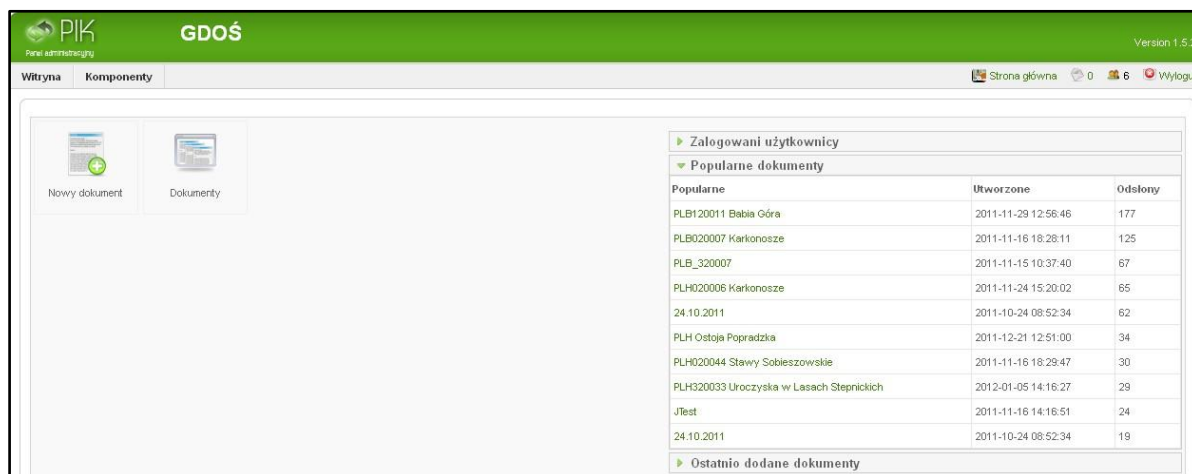 PIK GDOŚ
Panel administracyjny
Version 1.5.2
Witryna Komponenty Strona główna 0 6 Wylogu
Nowy dokument Dokumenty
Zalogowani użytkownicy
Popularne dokumenty
Popularne Utworzone Odsłony
PLB120011 Babia Góra 2011-11-29 12:56:46 177
PLB020007 Karkonosze 2011-11-16 18:28:11 125
PLB_320007 2011-11-15 10:37:40 67
PLH020006 Karkonosze 2011-11-24 15:20:02 65
24.10.2011 2011-10-24 08:52:34 62
PLH Ostoja Popradzka 2011-12-21 12:51:00 34
PLH020044 Stawy Sobieszowskie 2011-11-16 18:29:47 30
PLH320033 Uroczyska w Lasach Stepnickich 2012-01-05 14:16:27 29
JTest 2011-11-16 14:16:51 24
24.10.2011 2011-10-24 08:52:34 19
Ostatnio dodane dokumenty